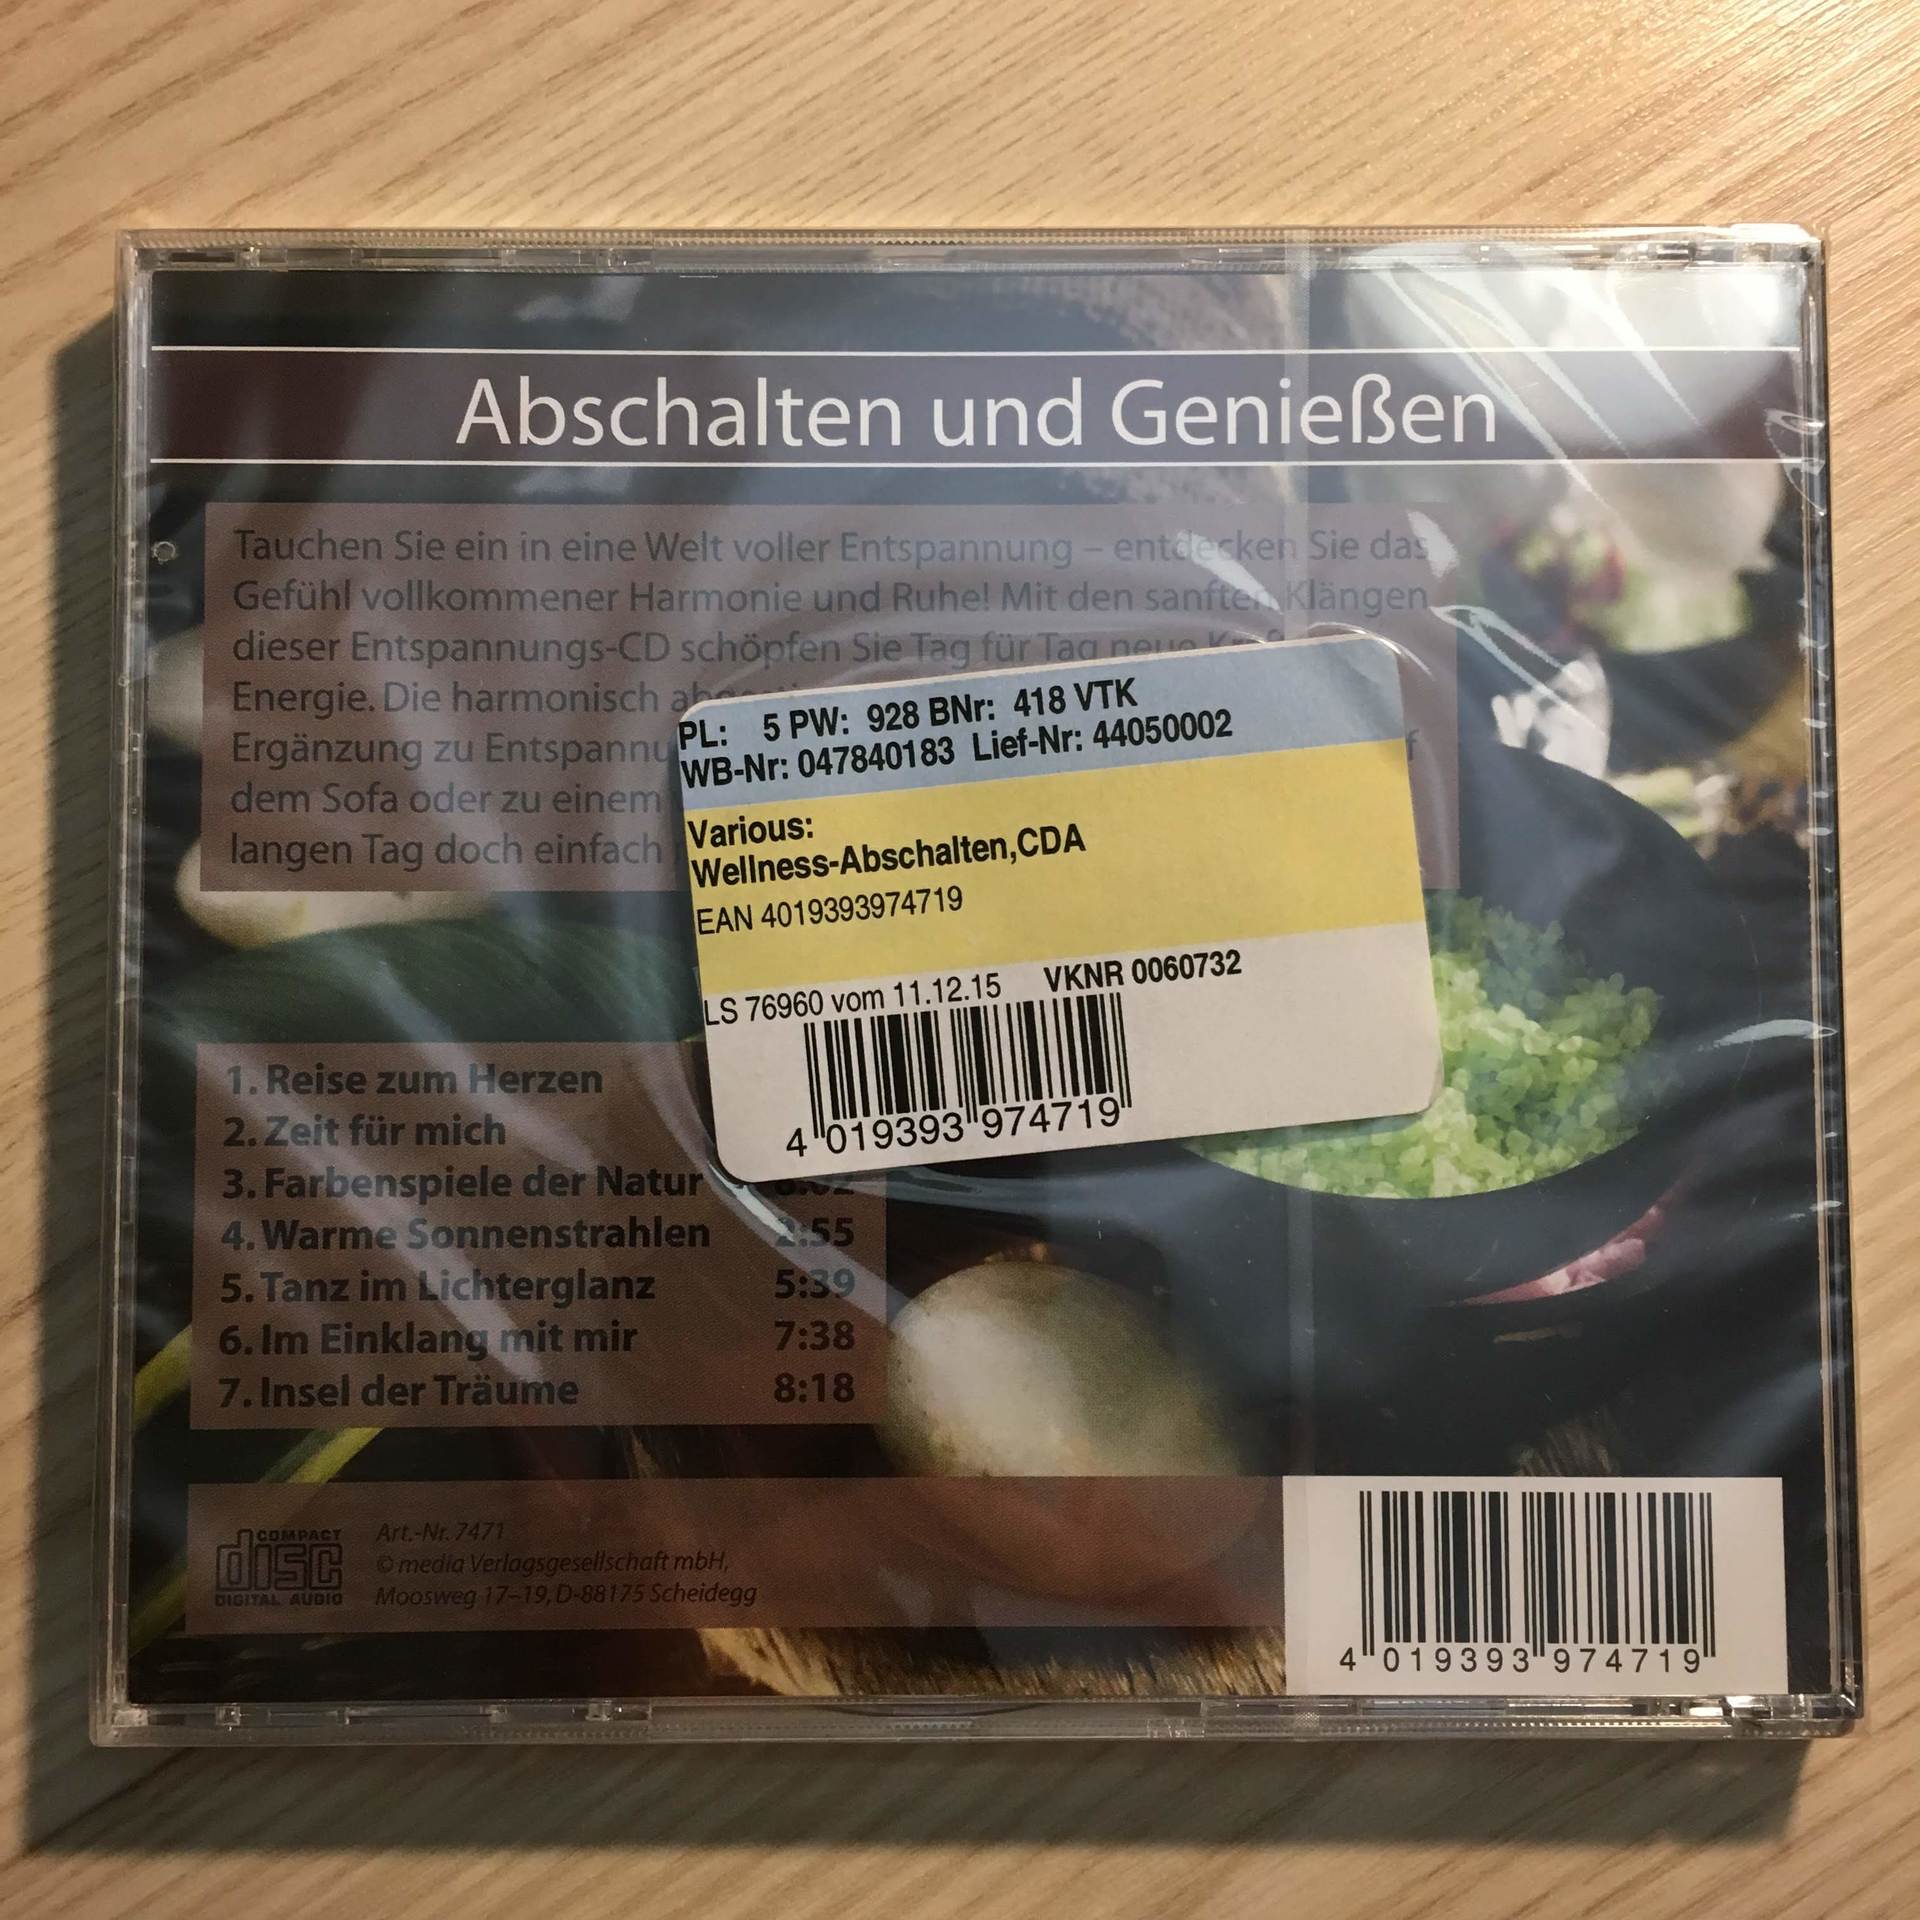 Abschalten und Genießen
Tauchen Sie ein in eine Welt voller Entspannung – entdecken Sie das
Gefühl vollkommener Harmonie und Ruhe! Mit den sanften Klängen
dieser Entspannungs-CD schöpfen Sie Tag für Tag neue
Energie. Die harmonisch
Ergänzung zu
dem Sofa oder zu einem
langen Tag doch einfach
PL: 5 PW: 928 BNr: 418 VTK
WB-Nr: 047840183 Lief-Nr: 44050002
Various:
Wellness-Abschalten,CDA
EAN 4019393974719
LS 76960 vom 11.12.15 VKNR 0060732
4 019393 974719
1. Reise zum Herzen
2. Zeit für mich
3. Farbenspiele der Natur
4. Warme Sonnenstrahlen 2:55
5. Tanz im Lichterglanz 5:39
6. Im Einklang mit mir 7:38
7. Insel der Träume 8:18
COMPACT
disc
DIGITAL AUDIO
Art.-Nr. 7471
© media Verlagsgesellschaft mbH,
Moosweg 17–19, D-88175 Scheidegg
4 019393 974719